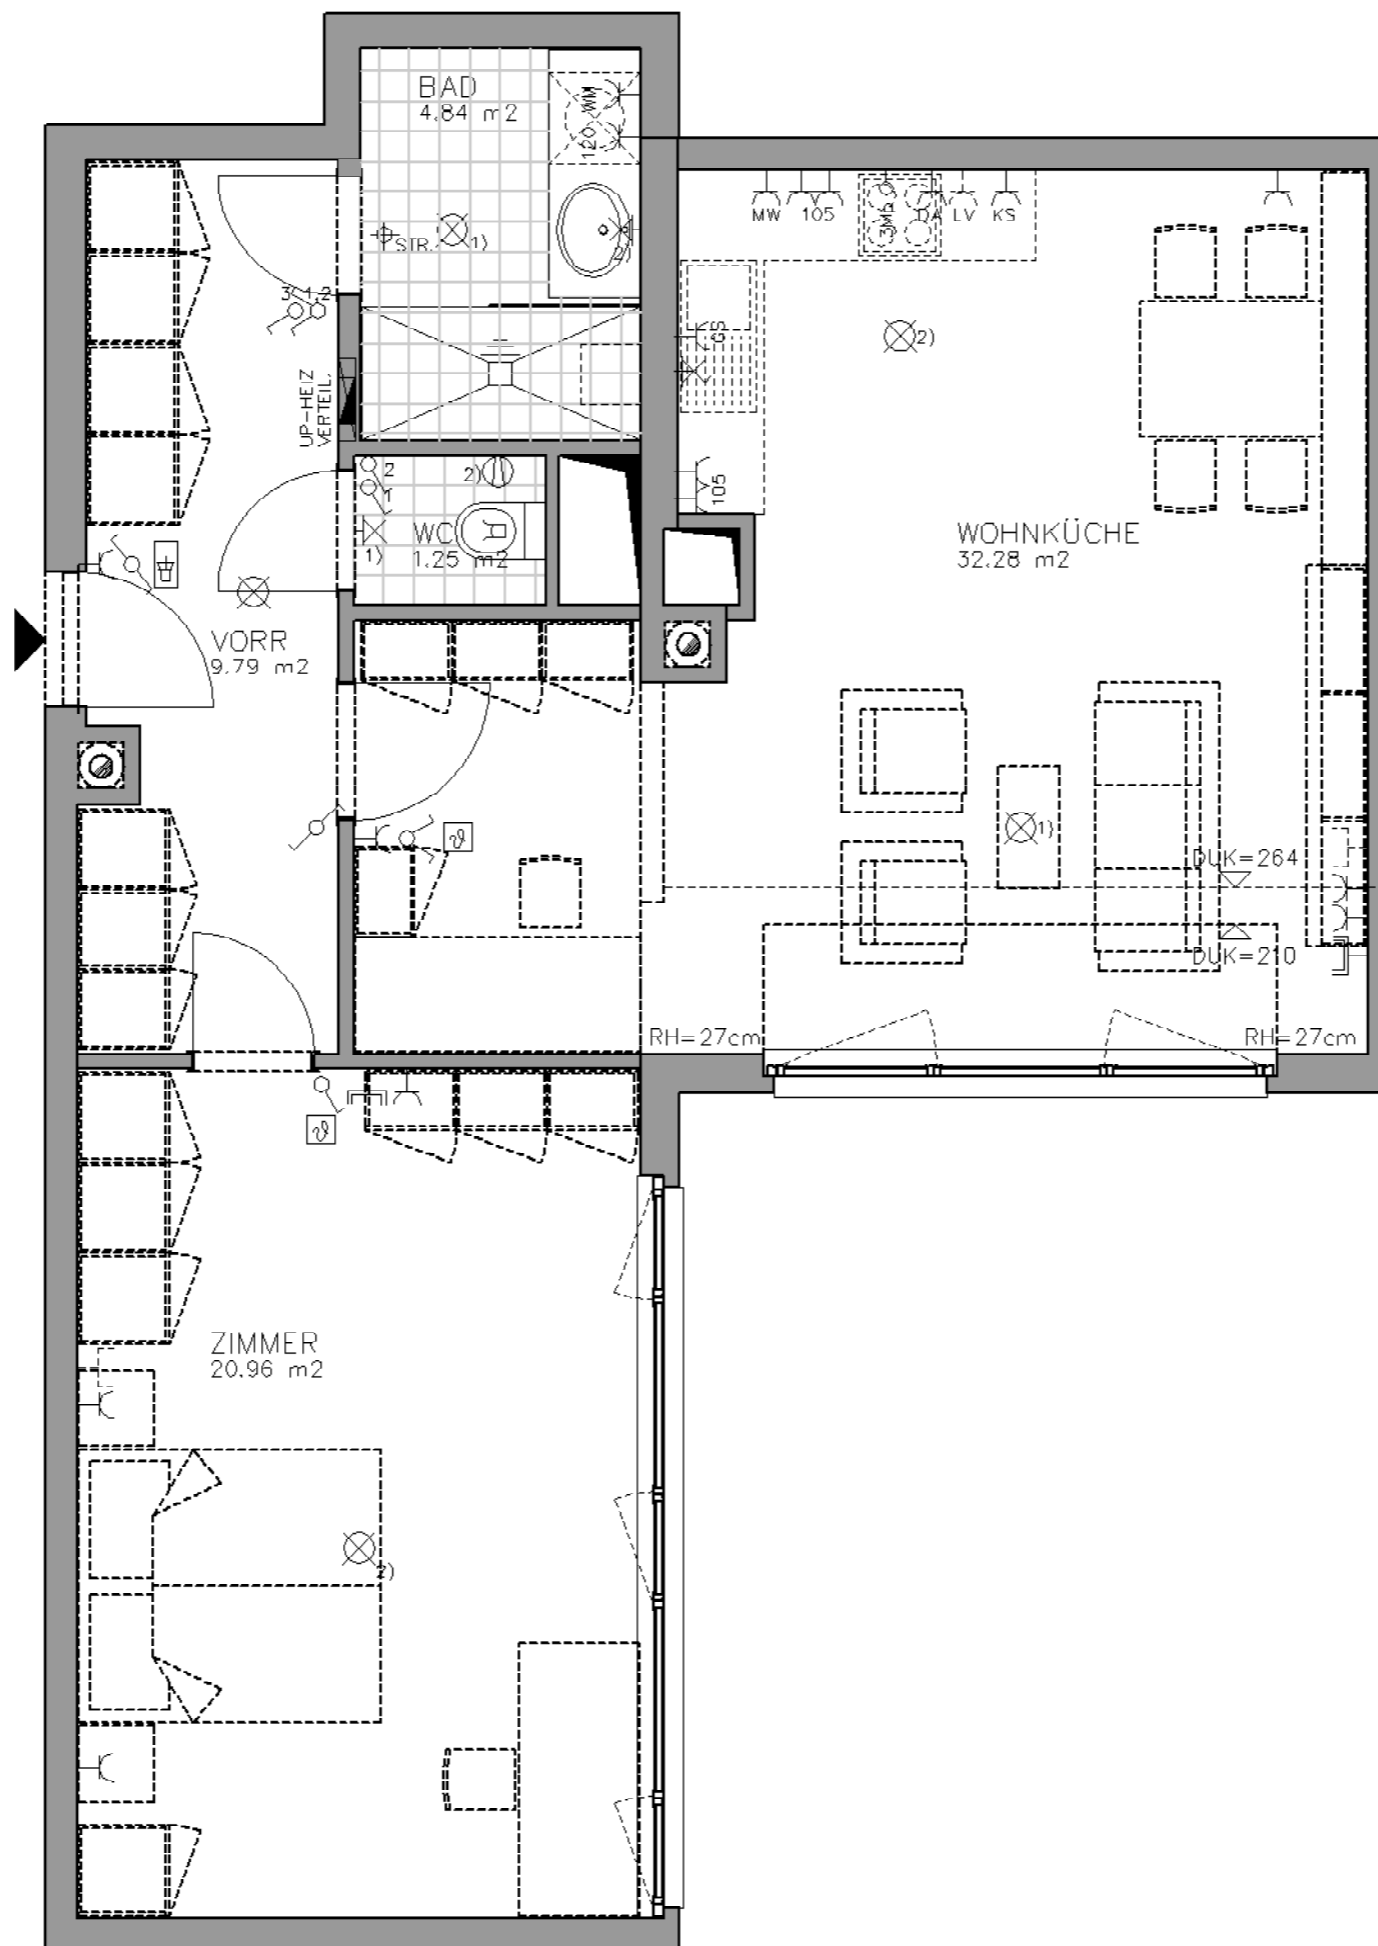 BAD
4.84 m2
WM
120
STR.
1)
2)
3
1,2
UP-HEIZ
VERTEIL.
MW
105
DA
LV
KS
GS
2)
105
2
1
2)
WC
1.25 m2
1)
WOHNKÜCHE
32.28 m2
VORR
9.79 m2
1)
DUK=264
DUK=210
RH=27cm
RH=27cm
ZIMMER
20.96 m2
2)